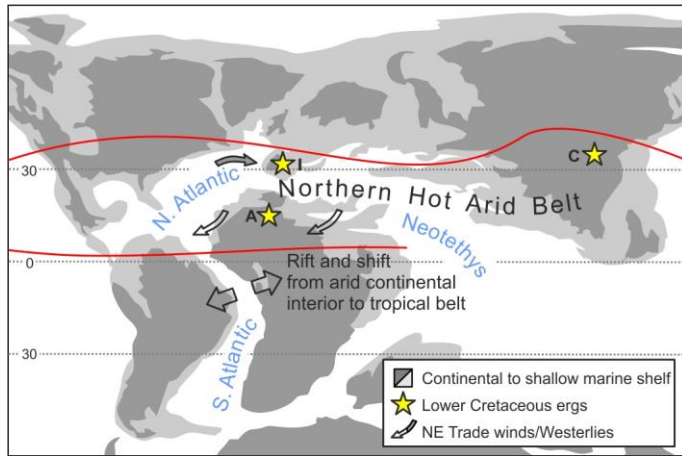 C
30
I
N. Atlantic
Northern Hot Arid Belt
A
Neotethys
0
Rift and shift
from arid continental
interior to tropical belt
30
S. Atlantic
Continental to shallow marine shelf
Lower Cretaceous ergs
NE Trade winds/Westerlies